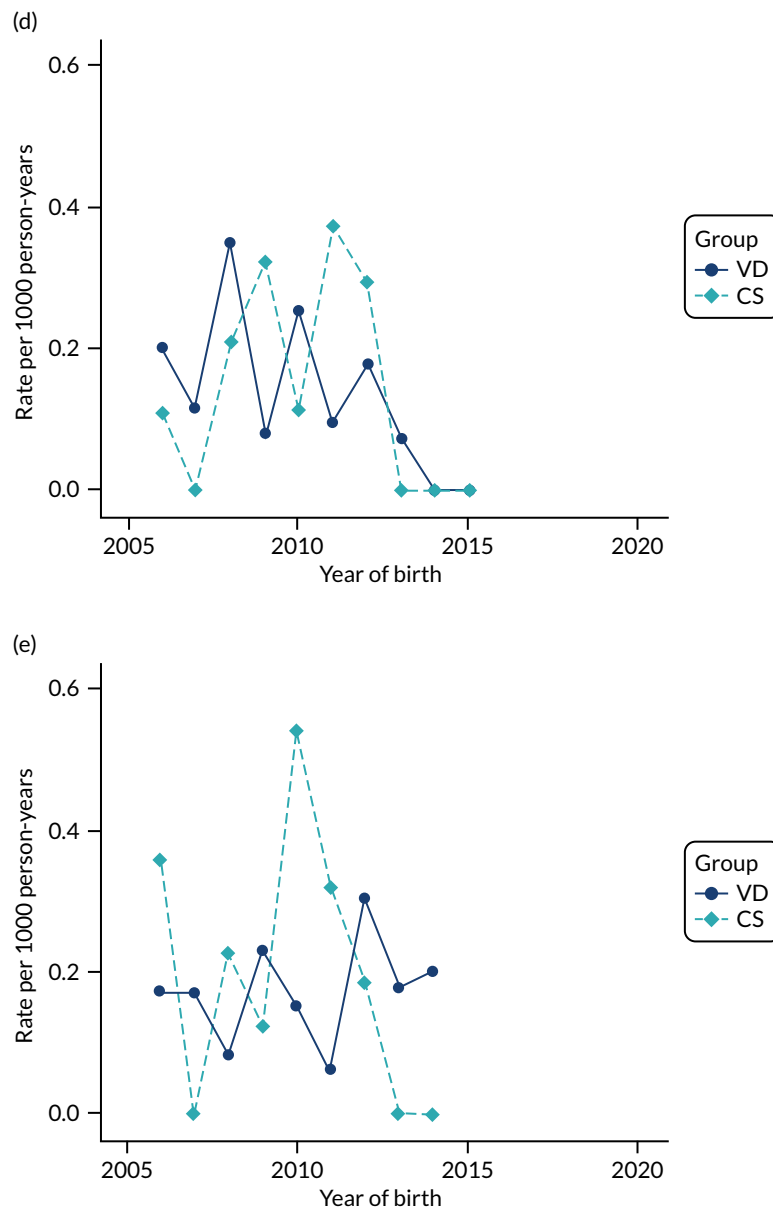 (d)
0.6
0.4
0.2
0.0
Rate per 1000 person-years
2005 2010 2015 2020
Year of birth
Group
VD
CS
(e)
0.6
0.4
0.2
0.0
Rate per 1000 person-years
2005 2010 2015 2020
Year of birth
Group
VD
CS